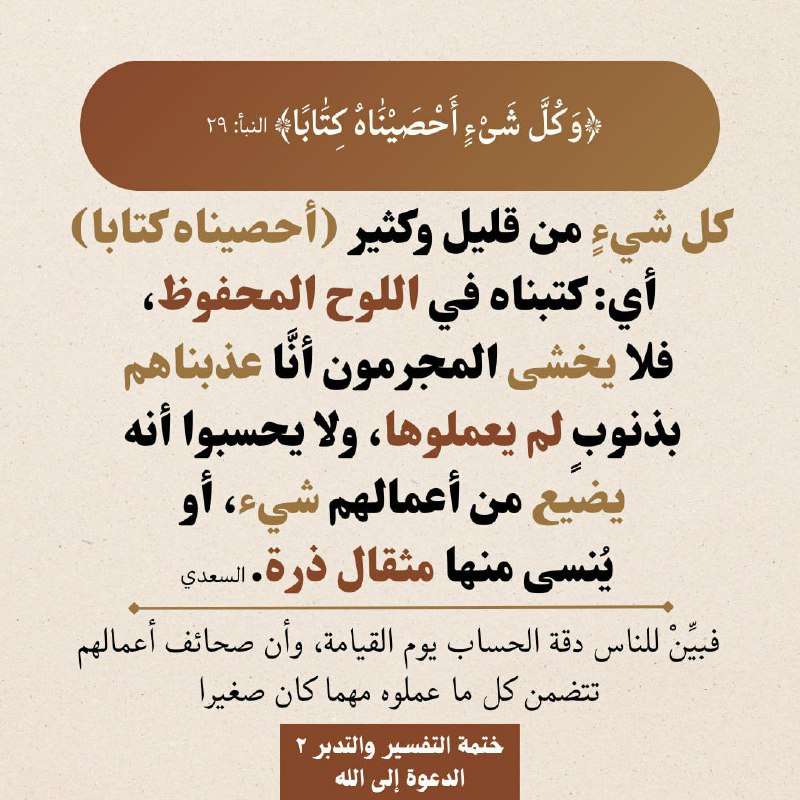 ﴿وَكُلَّ شَيْءٍ أَحْصَيْنَٰهُ كِتَٰبًا﴾ النبأ: ٢٩
كل شيءٍ من قليل وكثير (أحصيناه كتابا)
أي: كتبناه في اللوح المحفوظ،
فلا يخشى المجرمون أنَّا عذبناهم
بذنوبٍ لم يعملوها، ولا يحسبوا أنه
يضيع من أعمالهم شيء، أو
يُنسى منها مثقال ذرة. السعدي
فبيِّنْ للناس دقة الحساب يوم القيامة، وأن صحائف أعمالهم
تتضمن كل ما عملوه مهما كان صغيرا
ختمة التفسير والتدبر ٢
الدعوة إلى الله